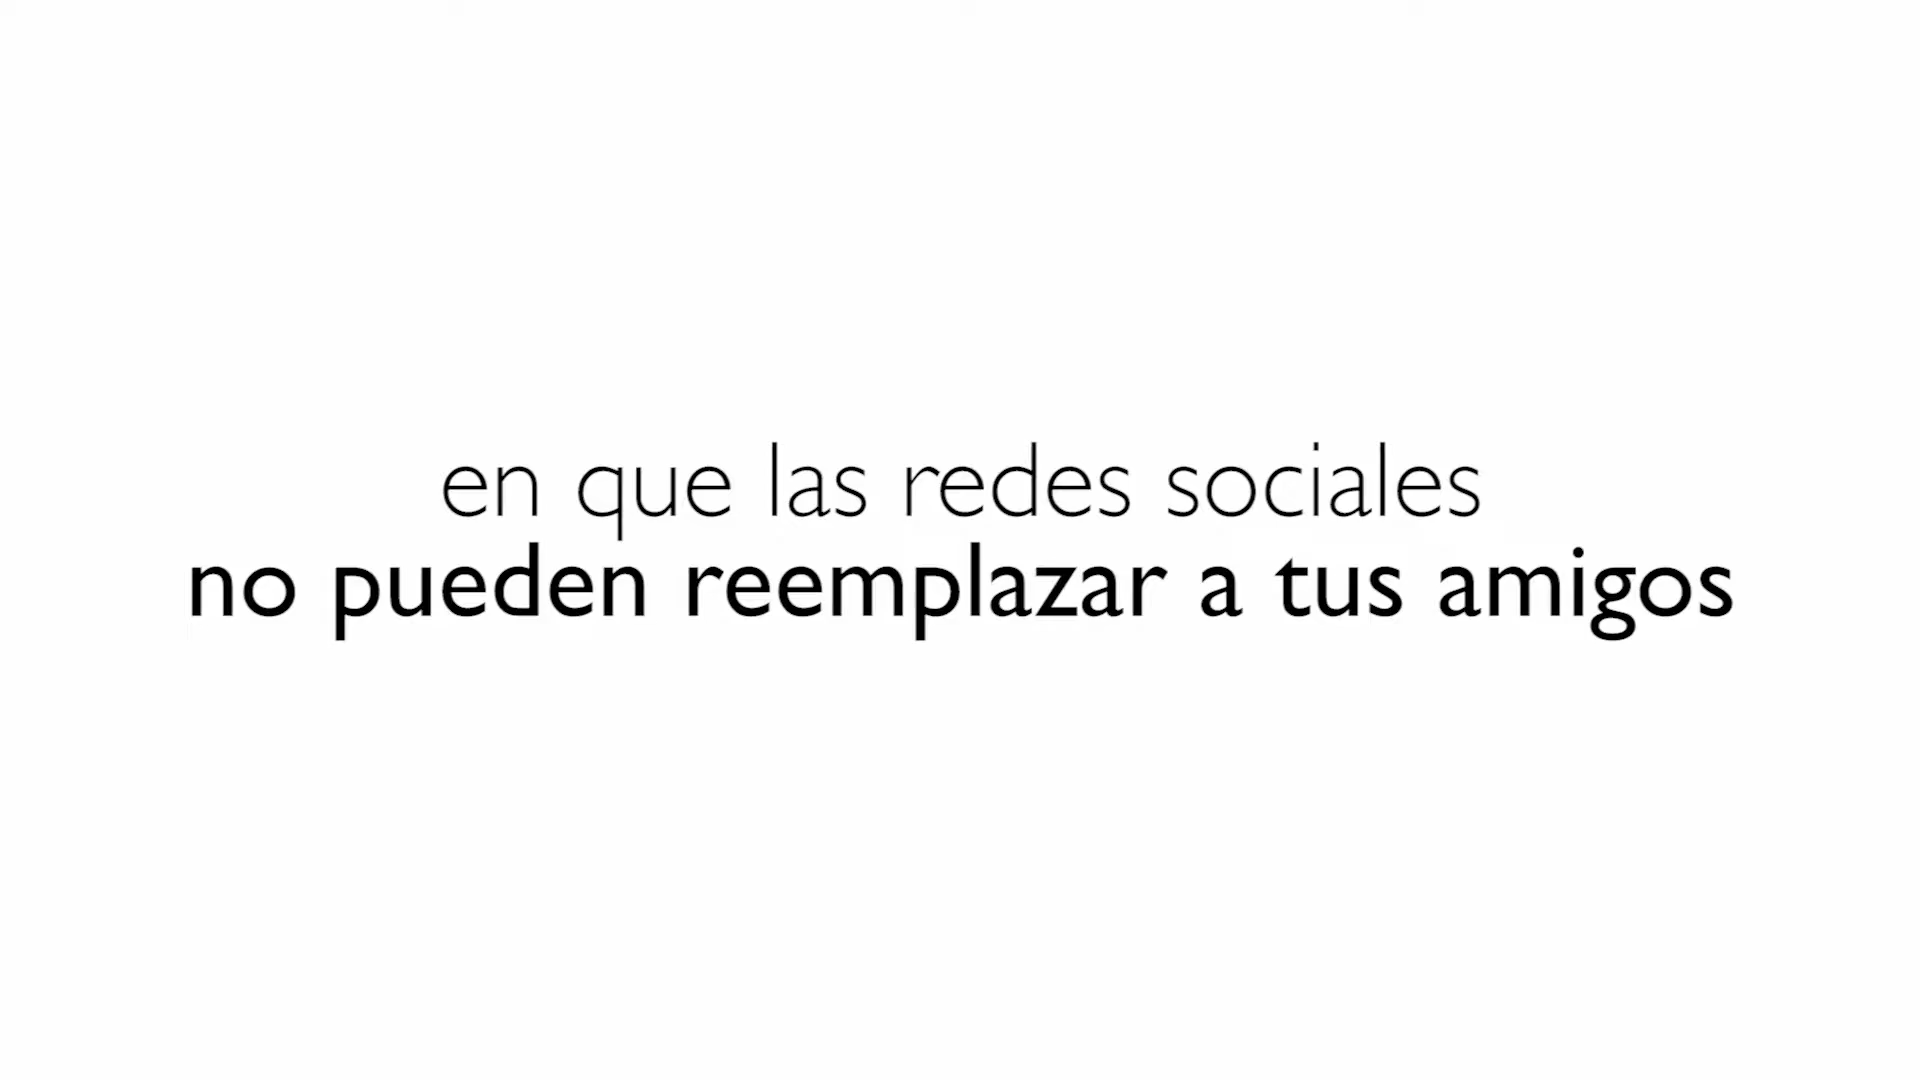 en que las redes sociales
no pueden reemplazar a tus amigos